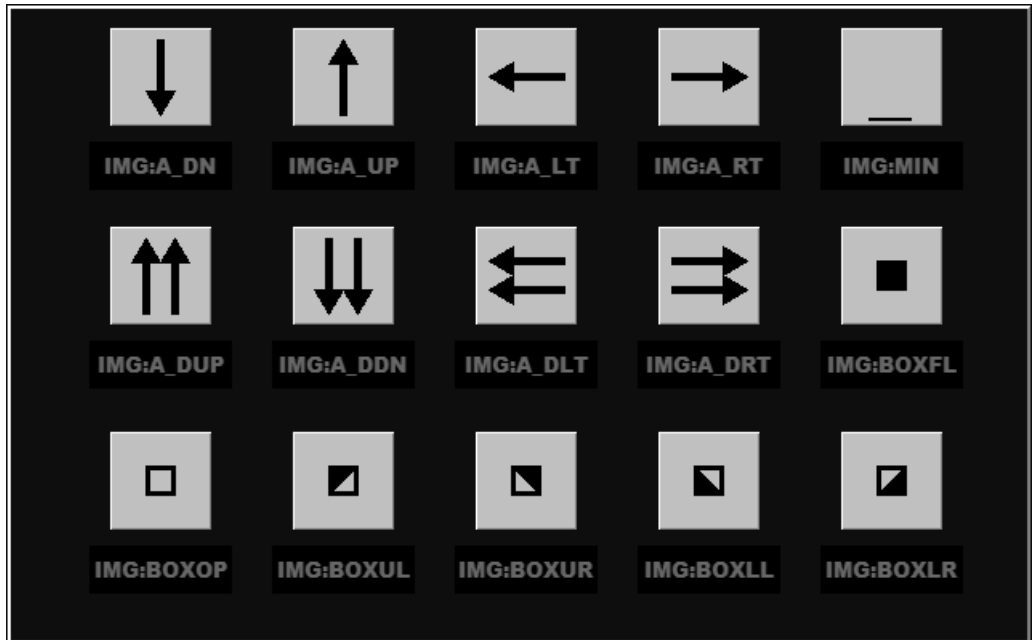 IMG:A_DN IMG:A_UP IMG:A_LT IMG:A_RT IMG:MIN
IMG:A_DUP IMG:A_DDN IMG:A_DLT IMG:A_DRT IMG:BOXFL
IMG:BOXOP IMG:BOXUL IMG:BOXUR IMG:BOXLL IMG:BOXLR